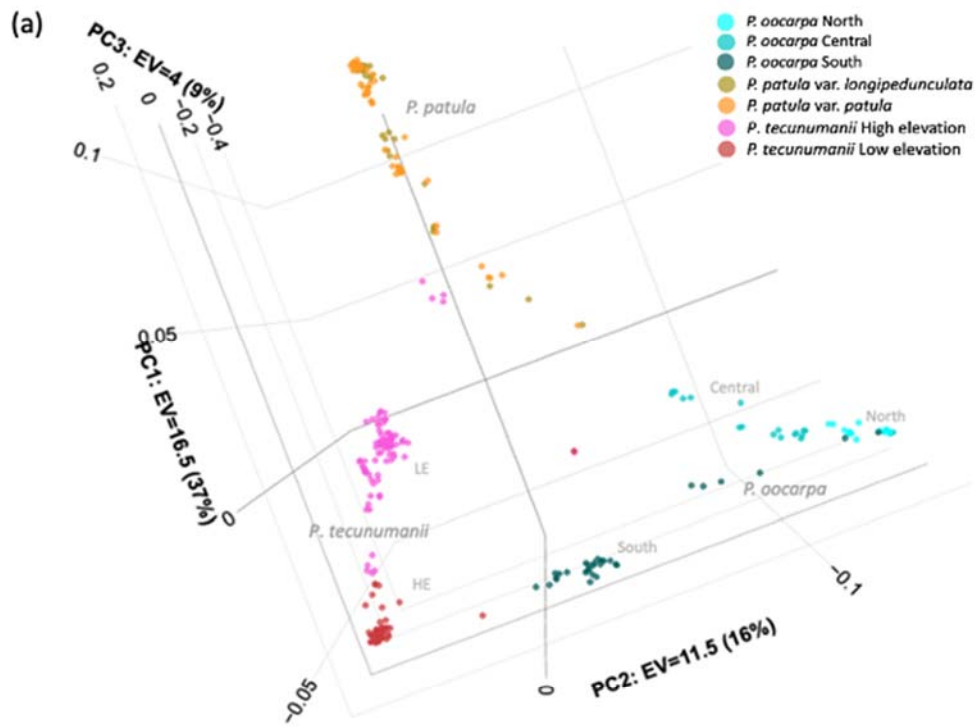 (a)
PC3: EV=4 (9%)
0.2
0
−0.2
−0.4
0.1
0.05
PC1: EV=16.5 (37%)
0
−0.05
0
PC2: EV=11.5 (16%)
−0.1
P. patula
Central
North
P. oocarpa
South
LE
P. tecunumanii
HE
P. oocarpa North
P. oocarpa Central
P. oocarpa South
P. patula var. longipedunculata
P. patula var. patula
P. tecunumanii High elevation
P. tecunumanii Low elevation